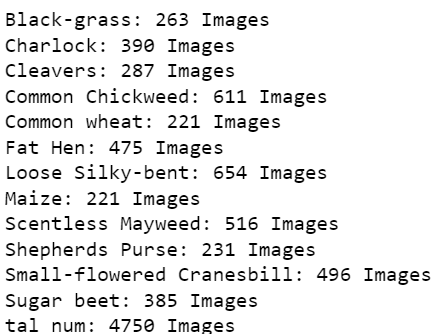 Black-grass: 263 Images
Charlock: 390 Images
Cleavers: 287 Images
Common Chickweed: 611 Images
Common wheat: 221 Images
Fat Hen: 475 Images
Loose Silky-bent: 654 Images
Maize: 221 Images
Scentless Mayweed: 516 Images
Shepherds Purse: 231 Images
Small-flowered Cranesbill: 496 Images
Sugar beet: 385 Images
tal num: 4750 Images